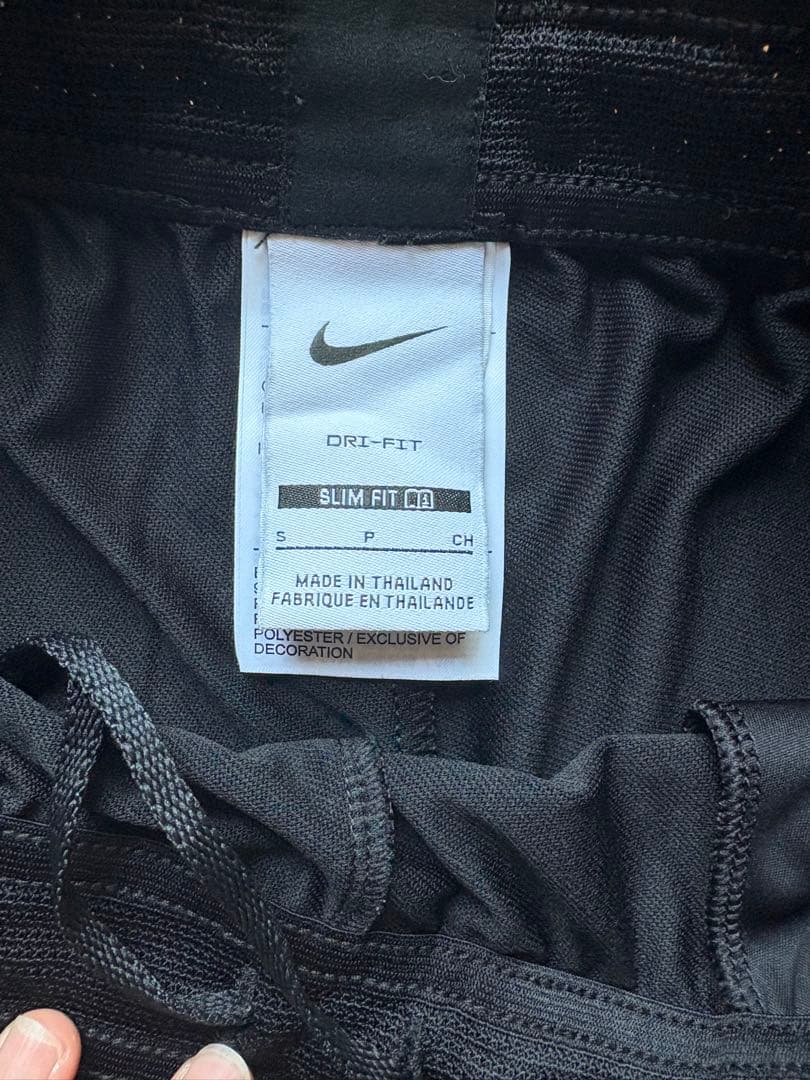 DRI-FIT
SLIM FIT
S P CH
MADE IN THAILAND
FABRIQUE EN THAILANDE
POLYESTER / EXCLUSIVE OF
DECORATION